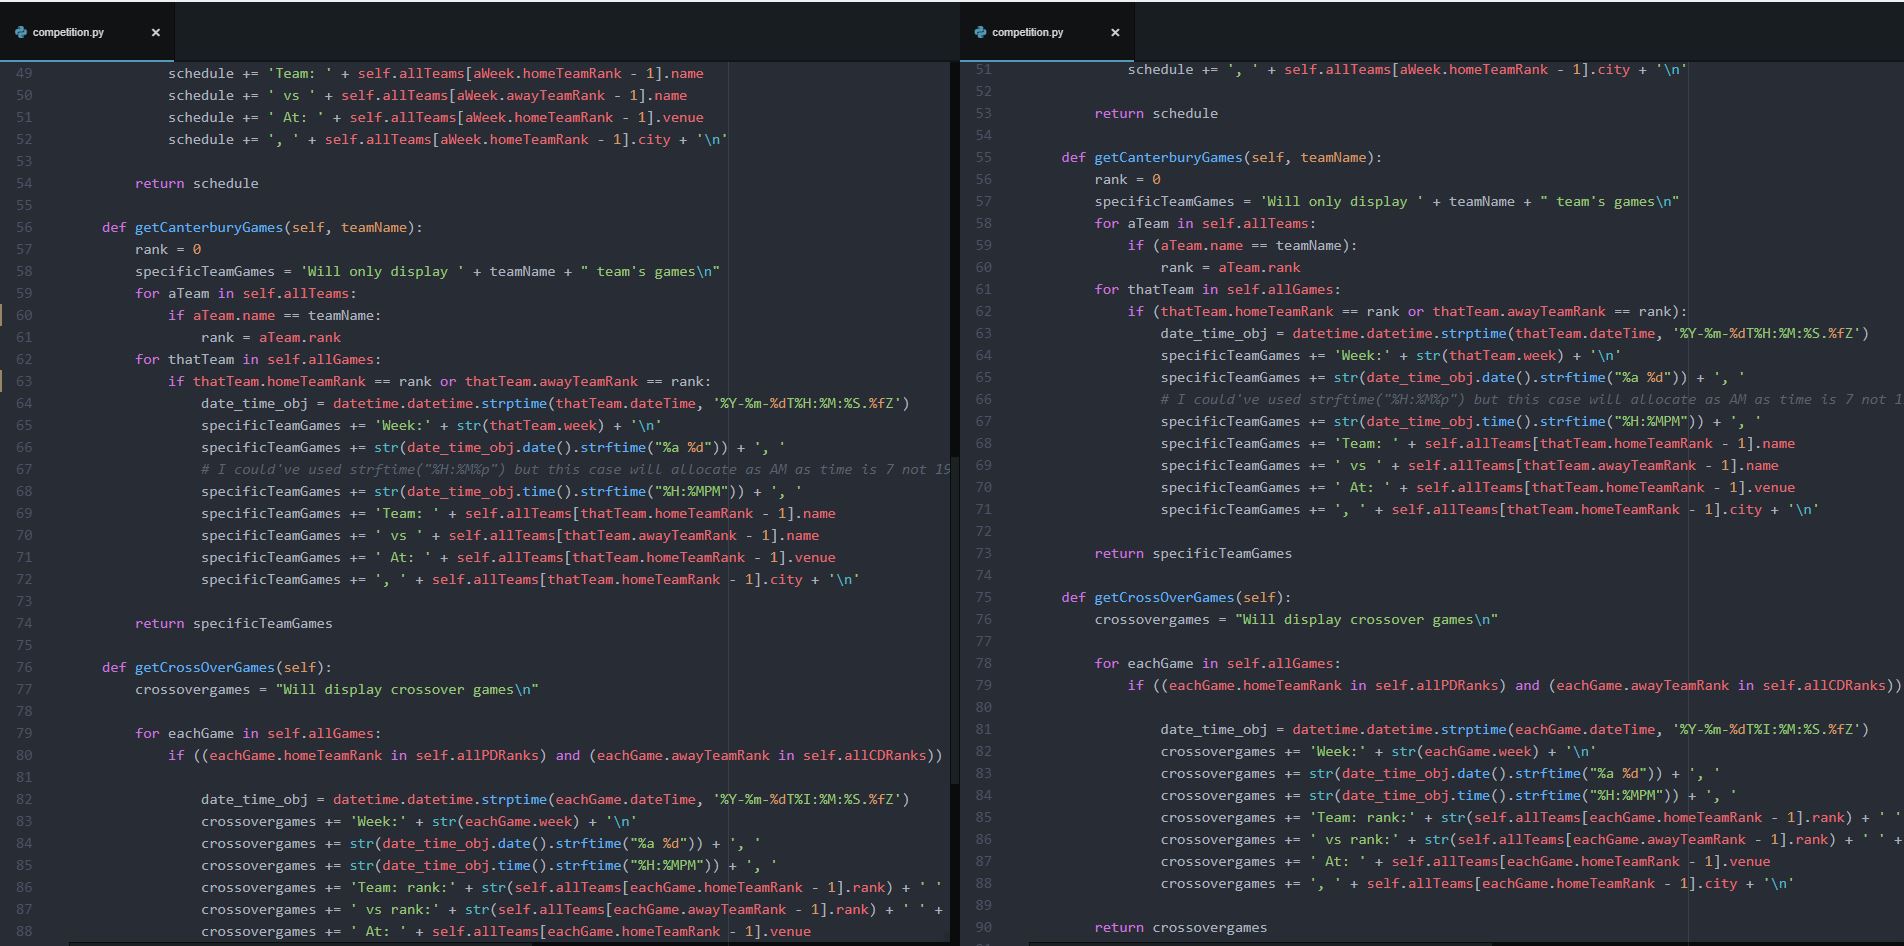 competition.py ×
49 schedule += 'Team: ' + self.allTeams[aWeek.homeTeamRank - 1].name
50 schedule += ' vs ' + self.allTeams[aWeek.awayTeamRank - 1].name
51 schedule += ' At: ' + self.allTeams[aWeek.homeTeamRank - 1].venue
52 schedule += ', ' + self.allTeams[aWeek.homeTeamRank - 1].city + '\n'
53
54 return schedule
55
56 def getCanterburyGames(self, teamName):
57 rank = 0
58 specificTeamGames = 'Will only display ' + teamName + " team's games\n"
59 for aTeam in self.allTeams:
60 if aTeam.name == teamName:
61 rank = aTeam.rank
62 for thatTeam in self.allGames:
63 if thatTeam.homeTeamRank == rank or thatTeam.awayTeamRank == rank:
64 date_time_obj = datetime.datetime.strptime(thatTeam.dateTime, '%Y-%m-%dT%H:%M:%S.%fZ')
65 specificTeamGames += 'Week:' + str(thatTeam.week) + '\n'
66 specificTeamGames += str(date_time_obj.date().strftime("%a %d")) + ', '
67 # I could've used strftime("%H:%M%p") but this case will allocate as AM as time is 7 not 19
68 specificTeamGames += str(date_time_obj.time().strftime("%H:%MPM")) + ', '
69 specificTeamGames += 'Team: ' + self.allTeams[thatTeam.homeTeamRank - 1].name
70 specificTeamGames += ' vs ' + self.allTeams[thatTeam.awayTeamRank - 1].name
71 specificTeamGames += ' At: ' + self.allTeams[thatTeam.homeTeamRank - 1].venue
72 specificTeamGames += ', ' + self.allTeams[thatTeam.homeTeamRank - 1].city + '\n'
73
74 return specificTeamGames
75
76 def getCrossOverGames(self):
77 crossovergames = "Will display crossover games\n"
78
79 for eachGame in self.allGames:
80 if ((eachGame.homeTeamRank in self.allPDRanks) and (eachGame.awayTeamRank in self.allCDRanks))
81
82 date_time_obj = datetime.datetime.strptime(eachGame.dateTime, '%Y-%m-%dT%I:%M:%S.%fZ')
83 crossovergames += 'Week:' + str(eachGame.week) + '\n'
84 crossovergames += str(date_time_obj.date().strftime("%a %d")) + ', '
85 crossovergames += str(date_time_obj.time().strftime("%H:%MPM")) + ', '
86 crossovergames += 'Team: rank:' + str(self.allTeams[eachGame.homeTeamRank - 1].rank) + ' '
87 crossovergames += ' vs rank:' + str(self.allTeams[eachGame.awayTeamRank - 1].rank) + ' ' +
88 crossovergames += ' At: ' + self.allTeams[eachGame.homeTeamRank - 1].venue
competition.py ×
51 schedule += ', ' + self.allTeams[aWeek.homeTeamRank - 1].city + '\n'
52
53 return schedule
54
55 def getCanterburyGames(self, teamName):
56 rank = 0
57 specificTeamGames = 'Will only display ' + teamName + " team's games\n"
58 for aTeam in self.allTeams:
59 if (aTeam.name == teamName):
60 rank = aTeam.rank
61 for thatTeam in self.allGames:
62 if (thatTeam.homeTeamRank == rank or thatTeam.awayTeamRank == rank):
63 date_time_obj = datetime.datetime.strptime(thatTeam.dateTime, '%Y-%m-%dT%H:%M:%S.%fZ')
64 specificTeamGames += 'Week:' + str(thatTeam.week) + '\n'
65 specificTeamGames += str(date_time_obj.date().strftime("%a %d")) + ', '
66 # I could've used strftime("%H:%M%p") but this case will allocate as AM as time is 7 not 1
67 specificTeamGames += str(date_time_obj.time().strftime("%H:%MPM")) + ', '
68 specificTeamGames += 'Team: ' + self.allTeams[thatTeam.homeTeamRank - 1].name
69 specificTeamGames += ' vs ' + self.allTeams[thatTeam.awayTeamRank - 1].name
70 specificTeamGames += ' At: ' + self.allTeams[thatTeam.homeTeamRank - 1].venue
71 specificTeamGames += ', ' + self.allTeams[thatTeam.homeTeamRank - 1].city + '\n'
72
73 return specificTeamGames
74
75 def getCrossOverGames(self):
76 crossovergames = "Will display crossover games\n"
77
78 for eachGame in self.allGames:
79 if ((eachGame.homeTeamRank in self.allPDRanks) and (eachGame.awayTeamRank in self.allCDRanks))
80
81 date_time_obj = datetime.datetime.strptime(eachGame.dateTime, '%Y-%m-%dT%I:%M:%S.%fZ')
82 crossovergames += 'Week:' + str(eachGame.week) + '\n'
83 crossovergames += str(date_time_obj.date().strftime("%a %d")) + ', '
84 crossovergames += str(date_time_obj.time().strftime("%H:%MPM")) + ', '
85 crossovergames += 'Team: rank:' + str(self.allTeams[eachGame.homeTeamRank - 1].rank) + ' '
86 crossovergames += ' vs rank:' + str(self.allTeams[eachGame.awayTeamRank - 1].rank) + ' ' +
87 crossovergames += ' At: ' + self.allTeams[eachGame.homeTeamRank - 1].venue
88 crossovergames += ', ' + self.allTeams[eachGame.homeTeamRank - 1].city + '\n'
89
90 return crossovergames